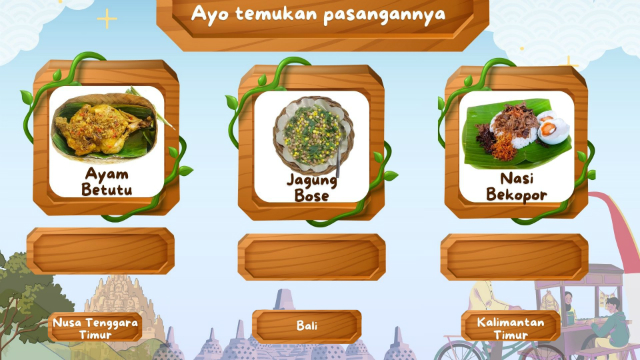 Ayo temukan pasangannya
Ayam
Betutu
Jagung
Bose
Nasi
Bekopor
Nusa Tenggara
Timur
Bali
Kalimantan
Timur